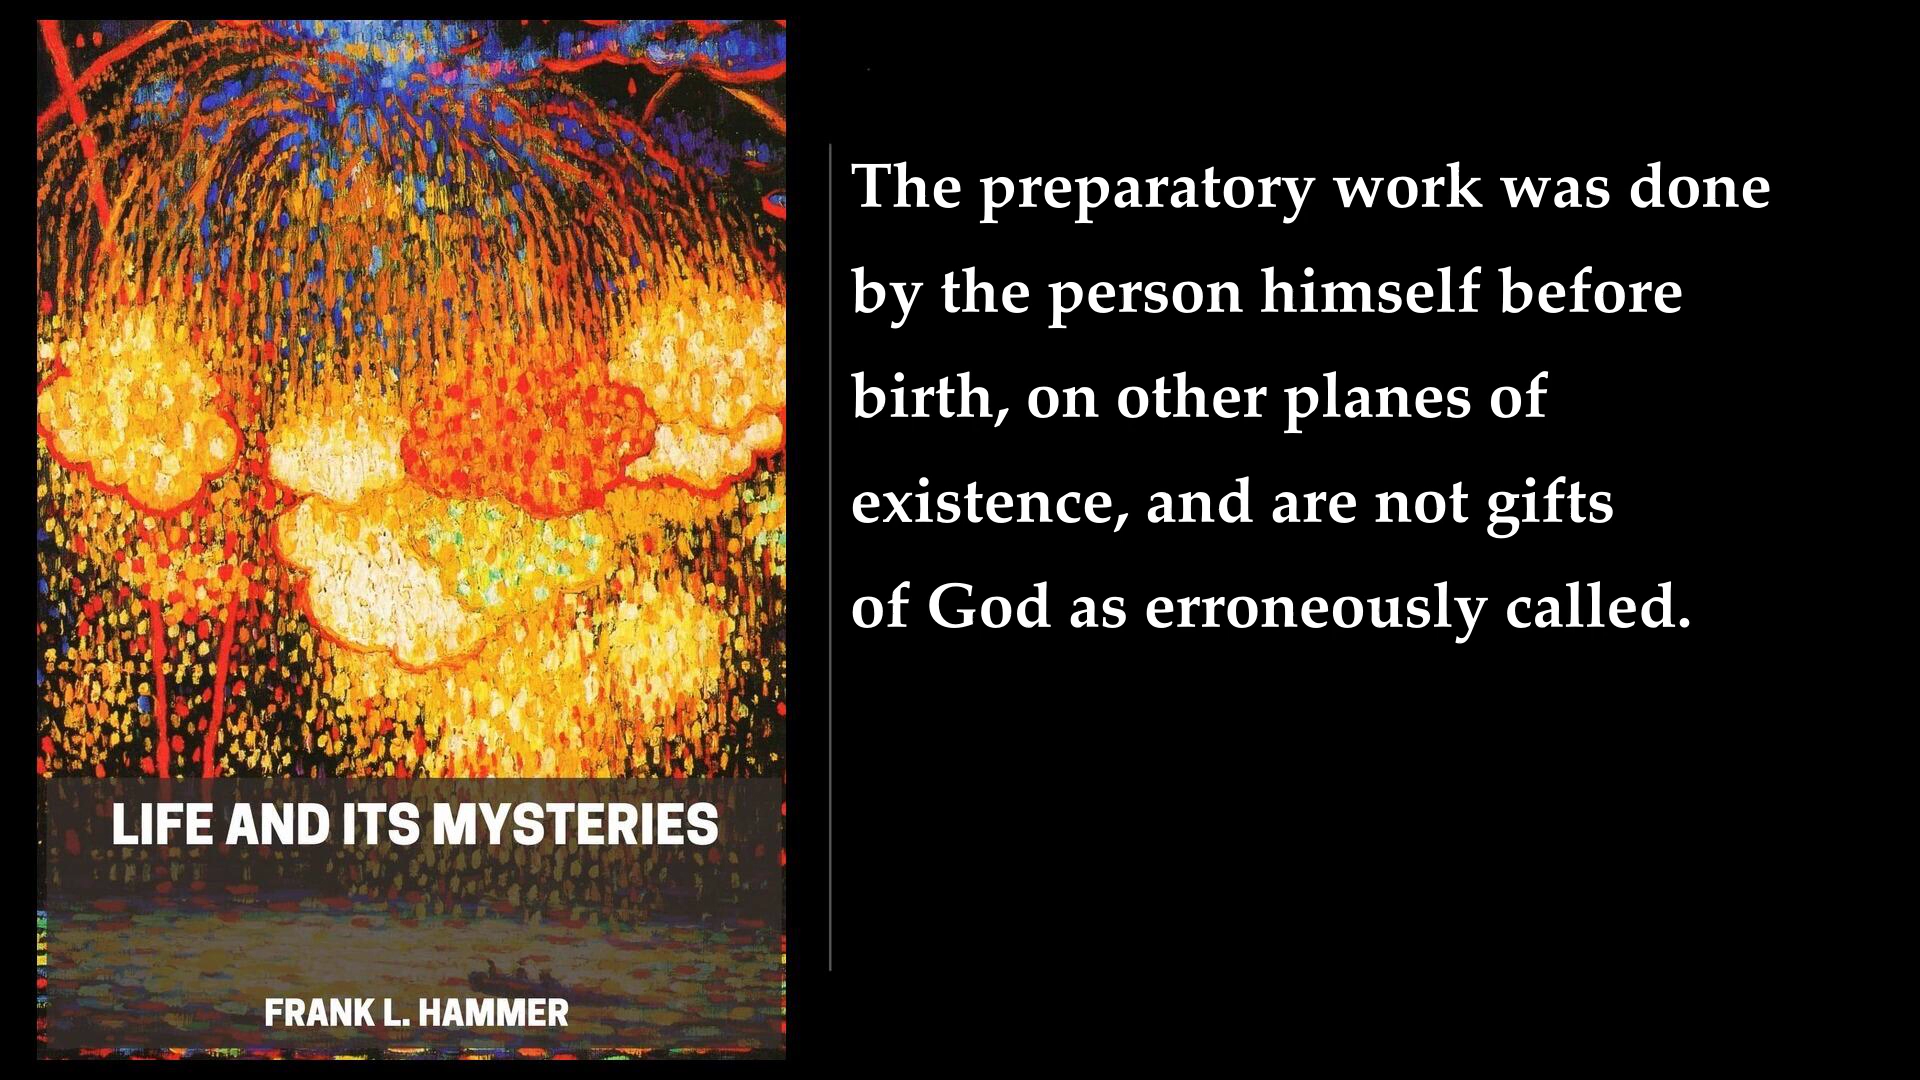 The preparatory work was done
by the person himself before
birth, on other planes of
existence, and are not gifts
of God as erroneously called.
LIFE AND ITS MYSTERIES
FRANK L. HAMMER